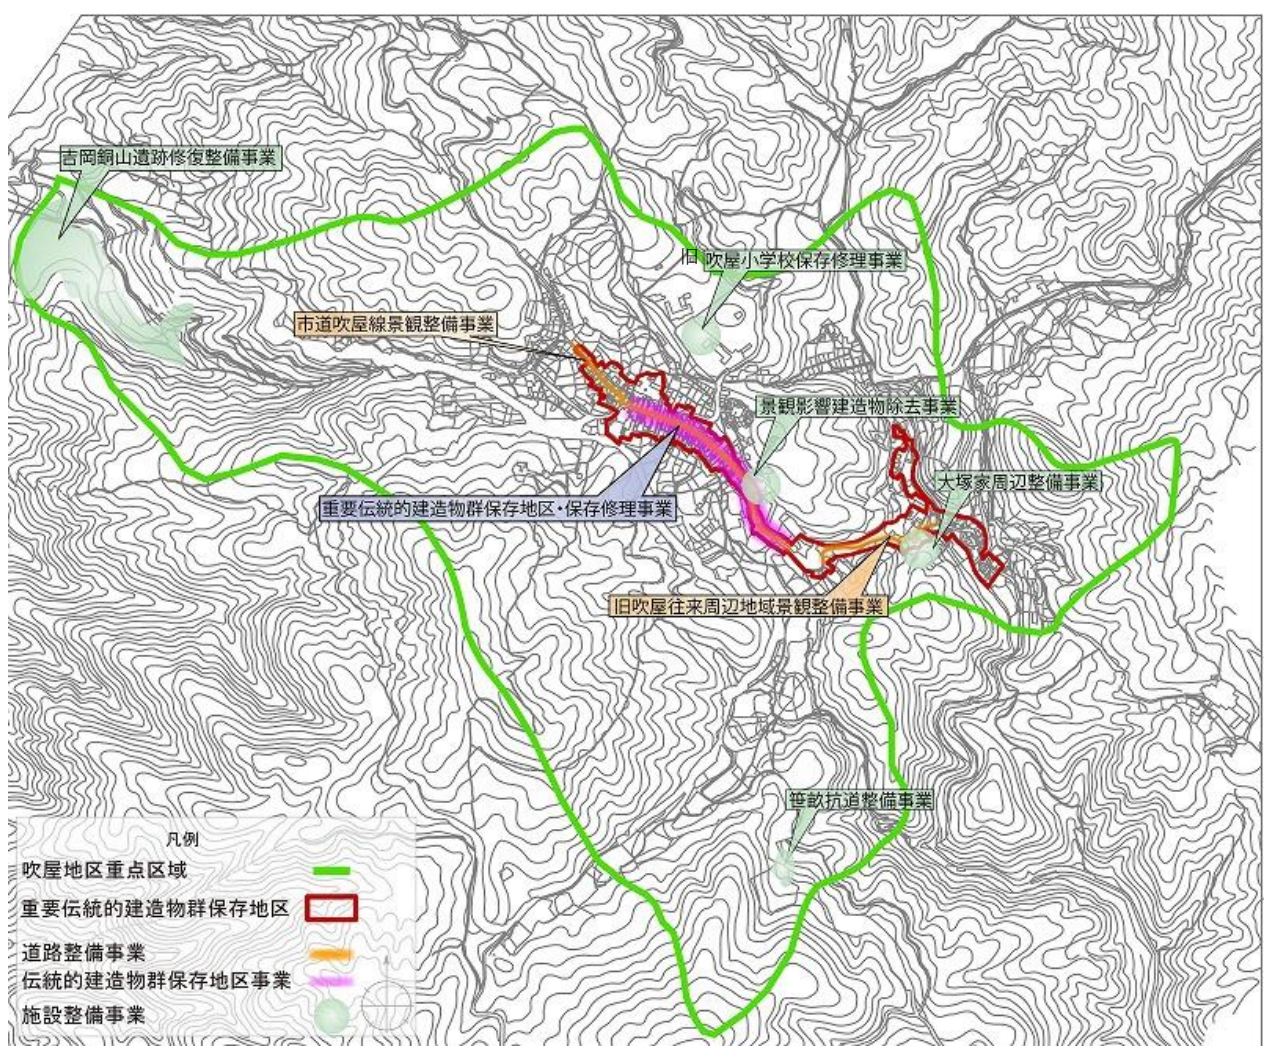 吉岡銅山遺跡修復整備事業
旧 吹屋小学校保存修理事業
市道吹屋線景観整備事業
景観影響建造物除去事業
大塚家周辺整備事業
重要伝統的建造物群保存地区・保存修理事業
旧吹屋往来周辺地域景観整備事業
笹畝抗道整備事業
凡例
吹屋地区重点区域
重要伝統的建造物群保存地区
道路整備事業
伝統的建造物群保存地区事業
施設整備事業